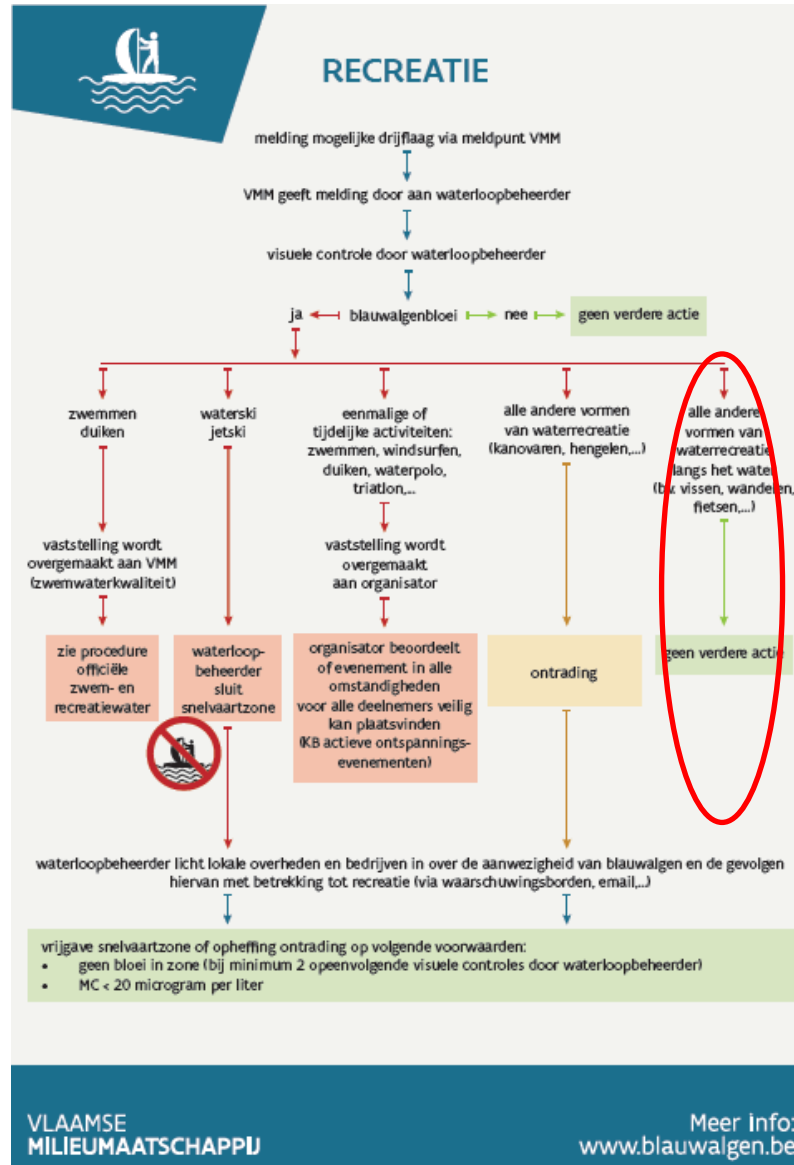 RECREATIE
melding mogelijke drijflaag via meldpunt VMM
VMM geeft melding door aan waterloopbeheerder
visuele controle door waterloopbeheerder
ja
blauwalgenbloei
nee
geen verdere actie
zwemmen
duiken
waterski
jetski
eenmalige of
tijdelijke activiteiten:
zwemmen, windsurfen,
duiken, waterpolo,
triatlon,...
alle andere vormen
van waterrecreatie
(kanovaren, hengelen,...)
alle andere
vormen van
waterrecreatie
langs het water
(bv. vissen, wandelen,
fietsen,...)
vaststelling wordt
overgemaakt aan VMM
(zwemwaterkwaliteit)
vaststelling wordt
overgemaakt
aan organisator
zie procedure
officiële
zwem- en
recreatiewater
waterloop-
beheerder
sluit
snelvaartzone
organisator beoordeelt
of evenement in alle
omstandigheden
voor alle deelnemers veilig
kan plaatsvinden
(KB actieve ontspannings-
evenementen)
ontrading
geen verdere actie
waterloopbeheerder licht lokale overheden en bedrijven in over de aanwezigheid van blauwalgen en de gevolgen
hiervan met betrekking tot recreatie (via waarschuwingsborden, email,...)
vrijgave snelvaartzone of opheffing ontrading op volgende voorwaarden:
• geen bloei in zone (bij minimum 2 opeenvolgende visuele controles door waterloopbeheerder)
• MC < 20 microgram per liter
VLAAMSE
MILIEUMAATSCHAPPIJ
Meer info:
www.blauwalgen.be